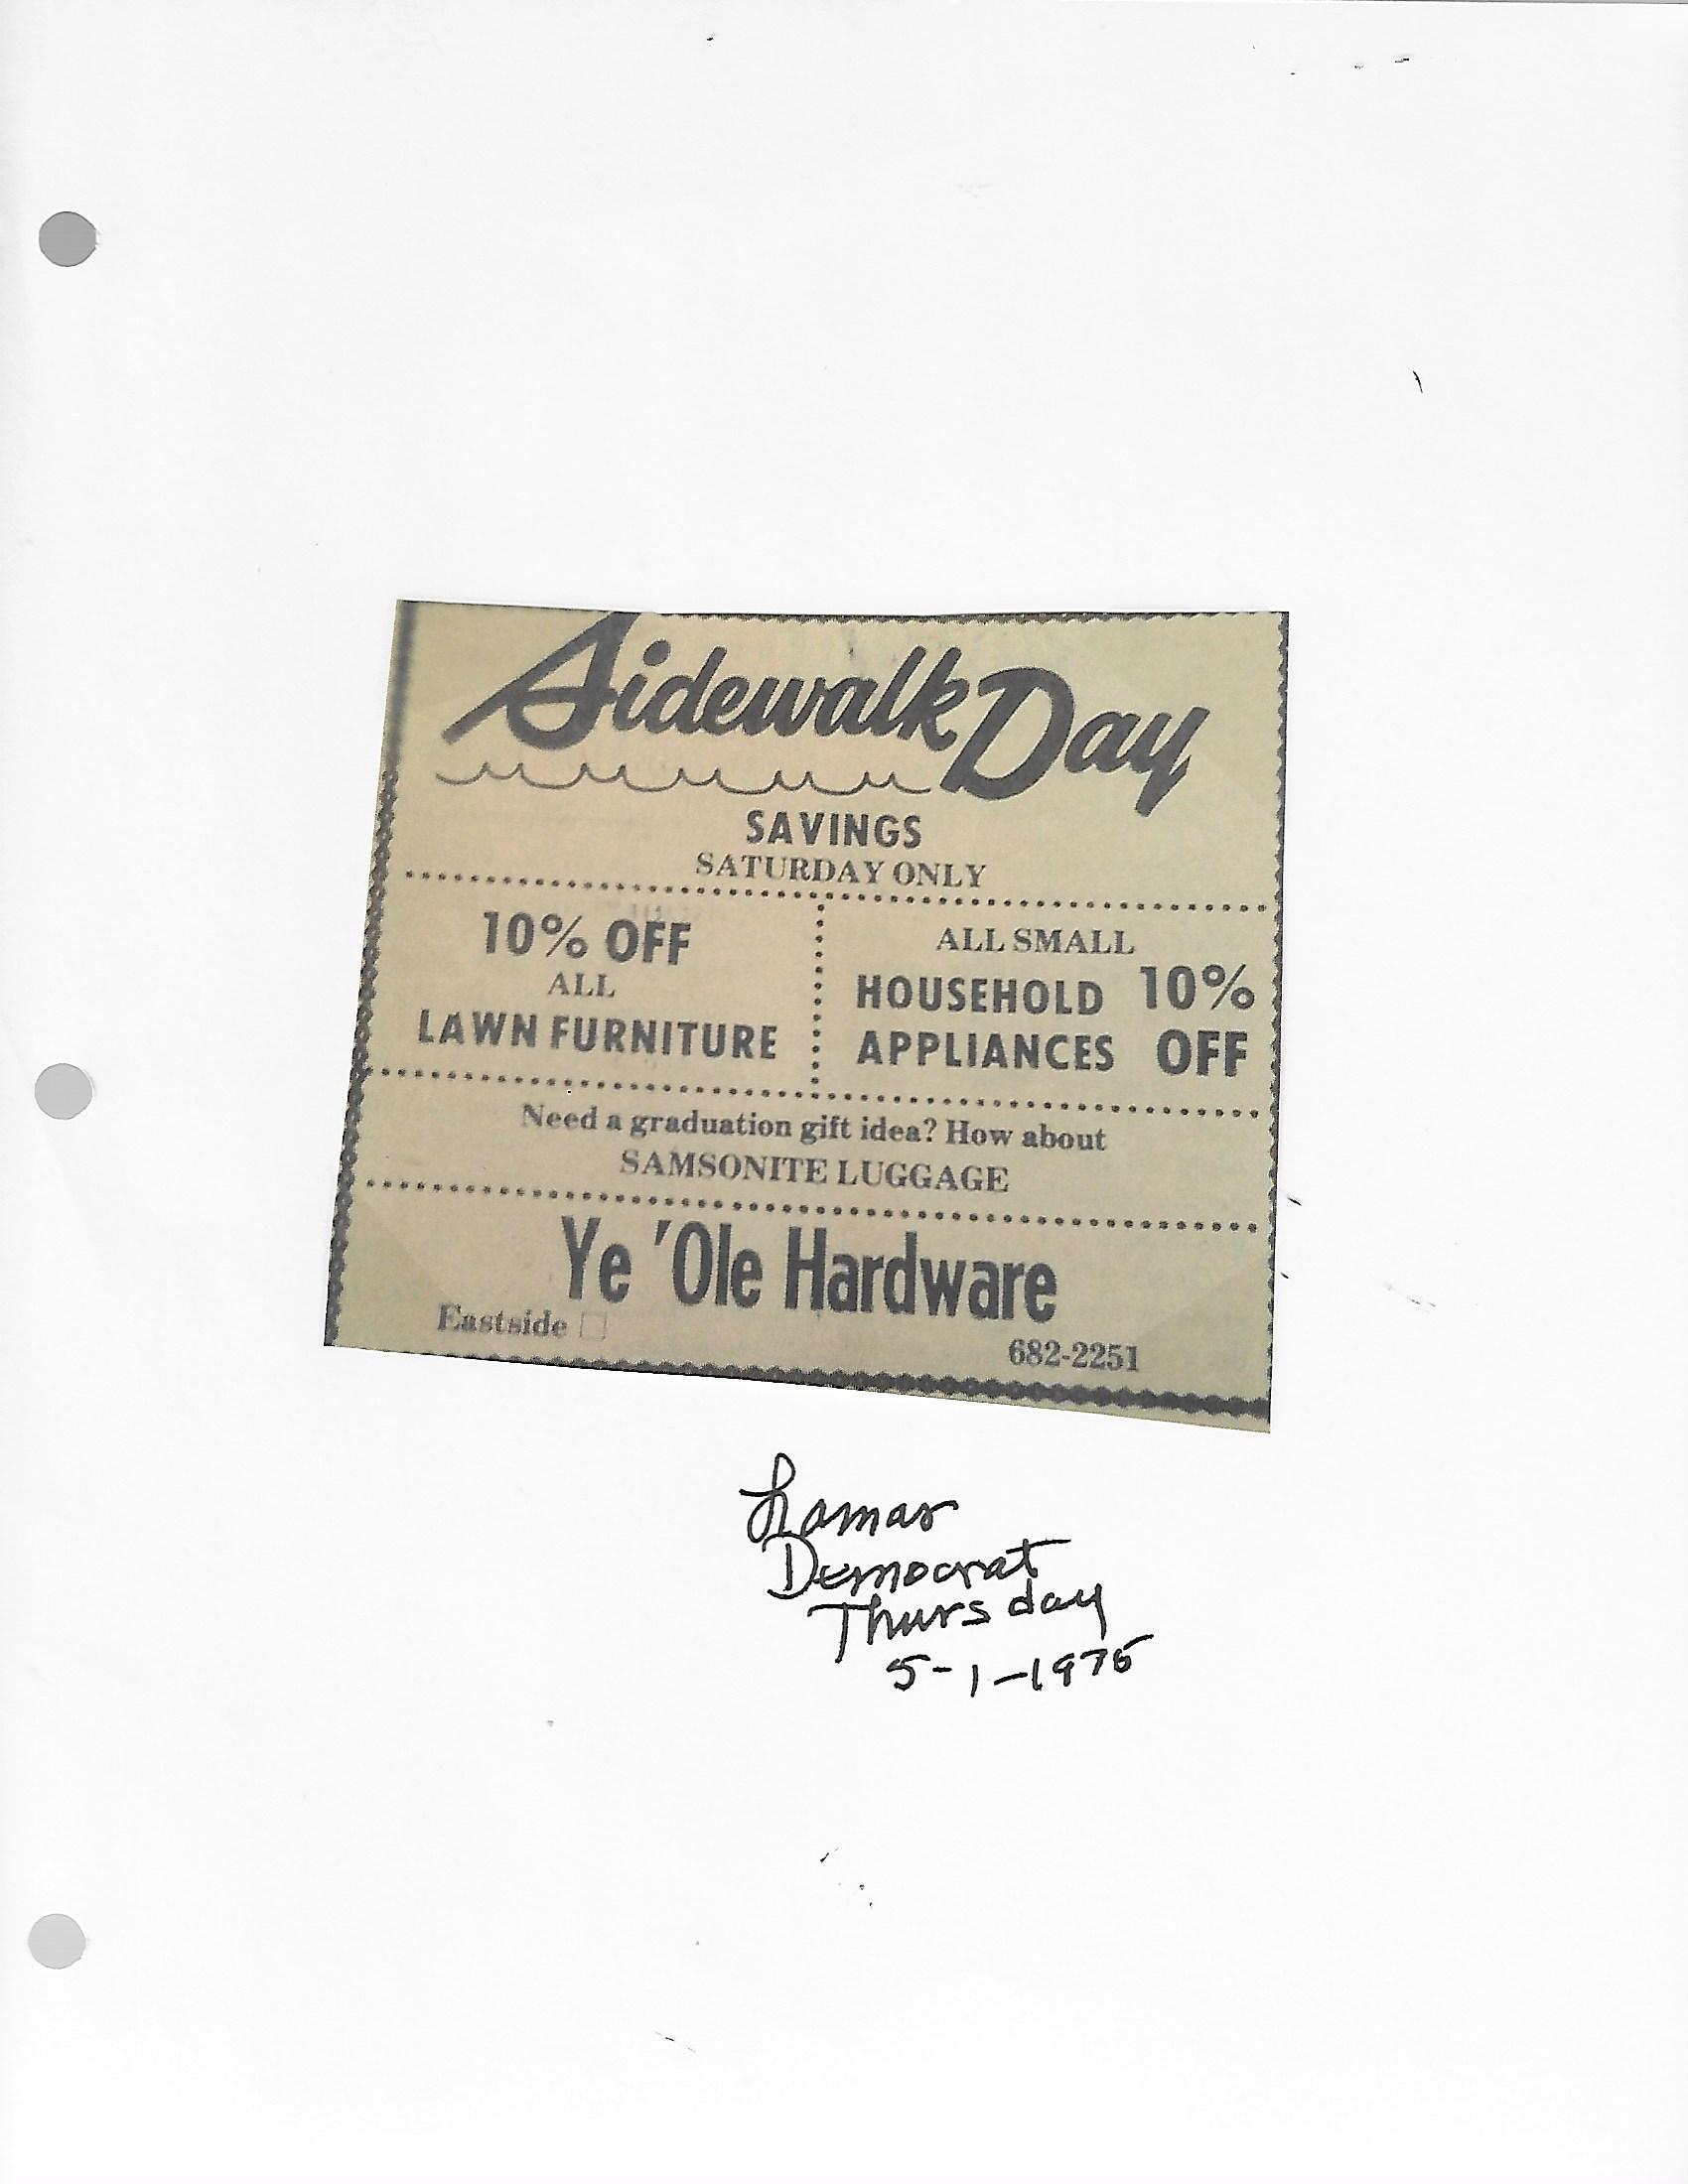 Sidewalk Day
SAVINGS
SATURDAY ONLY
10% OFF
ALL
LAWN FURNITURE
ALL SMALL
HOUSEHOLD 10%
APPLIANCES OFF
Need a graduation gift idea? How about
SAMSONITE LUGGAGE
Ye 'Ole Hardware
Eastside □
682-2251
Lamar
Democrat
Thursday
5-1-1975